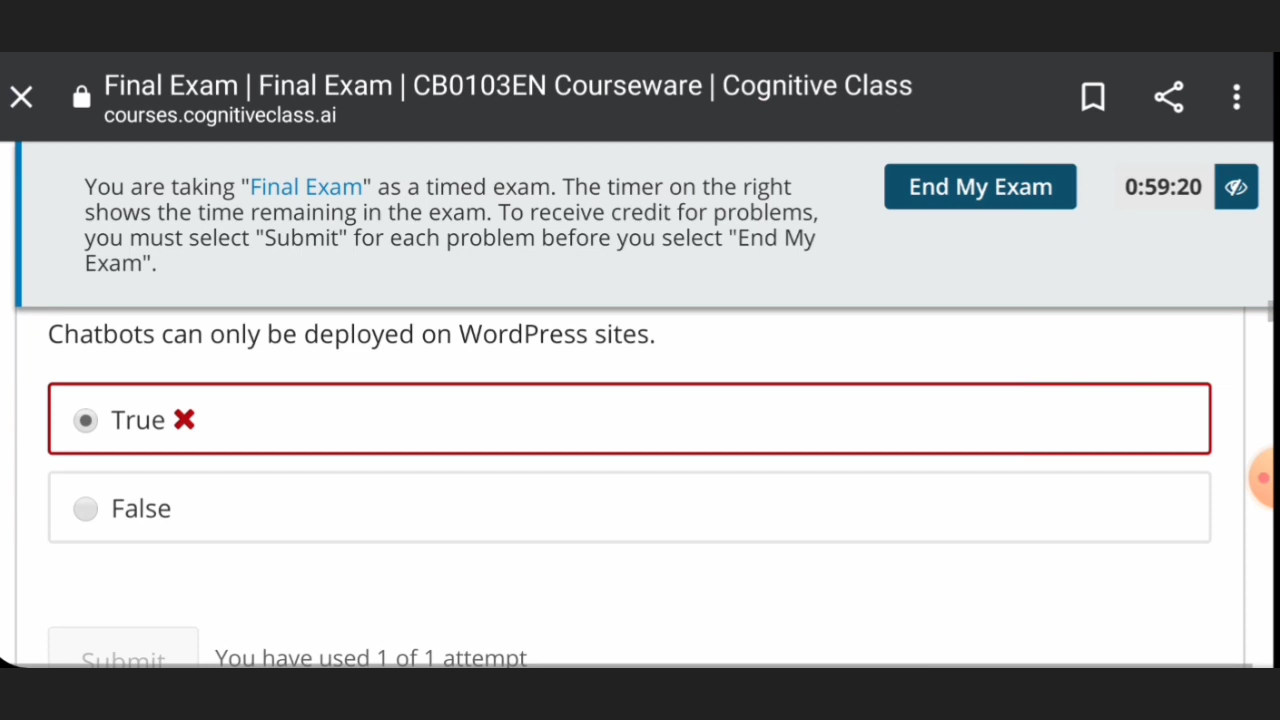 Final Exam | Final Exam | CB0103EN Courseware | Cognitive Class
courses.cognitiveclass.ai
You are taking "Final Exam" as a timed exam. The timer on the right
shows the time remaining in the exam. To receive credit for problems,
you must select "Submit" for each problem before you select "End My
Exam".
End My Exam
0:59:20
Chatbots can only be deployed on WordPress sites.
True
False
Submit
You have used 1 of 1 attempt